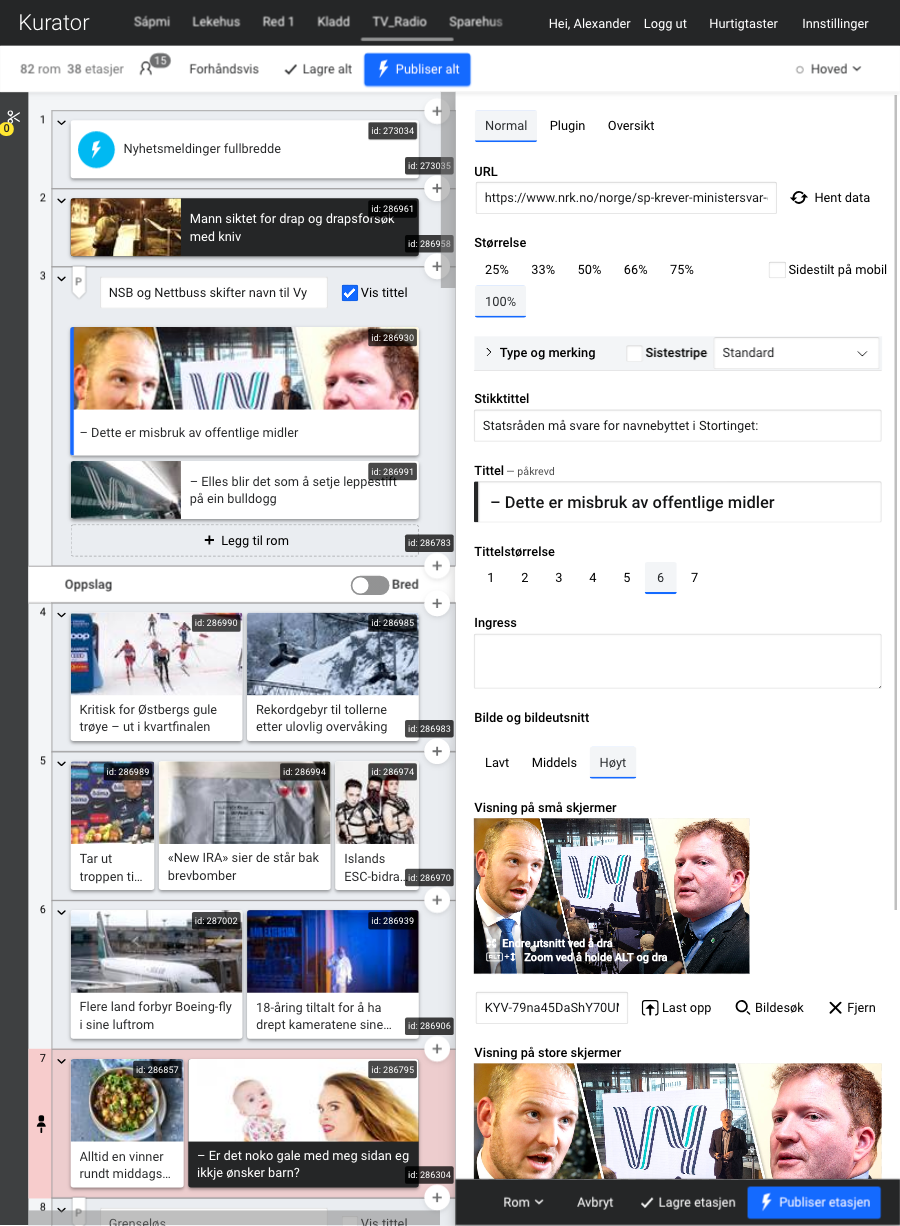 Kurator
Sápmi Lekehus Red 1 Kladd TV_Radio Sparehus
Hei, Alexander Logg ut Hurtigtaster Innstillinger
82 rom 38 etasjer 15 Forhåndsvis Lagre alt Publiser alt Hoved
0
1
id: 273034
Nyhetsmeldinger fullbredde
id: 273035
2
id: 286961
Mann siktet for drap og drapsforsøk
med kniv
id: 286958
3
P
NSB og Nettbuss skifter navn til Vy
Vis tittel
id: 286930
– Dette er misbruk av offentlige midler
id: 286991
– Elles blir det som å setje leppestift
på ein bulldogg
+ Legg til rom
id: 286783
Oppslag Bred
4
id: 286990
Kritisk for Østbergs gule
trøye – ut i kvartfinalen
id: 286985
Rekordgebyr til tollerne
etter ulovlig overvåking
id: 286983
5
id: 286989
Tar ut
troppen ti...
id: 286994
«New IRA» sier de står bak
brevbomber
id: 286974
Islands
ESC-bidra...
id: 286970
6
id: 287002
Flere land forbyr Boeing-fly
i sine luftrom
id: 286939
18-åring tiltalt for å ha
drept kameratene sine...
id: 286906
7
id: 286857
Alltid en vinner
rundt middags...
id: 286795
– Er det noko gale med meg sidan eg
ikkje ønsker barn?
id: 286304
8
P
Grenseløs
Vis tittel
Normal Plugin Oversikt
URL
https://www.nrk.no/norge/sp-krever-ministersvar-
Hent data
Størrelse
25% 33% 50% 66% 75%
Sidestilt på mobil
100%
Type og merking
Sistestripe
Standard
Stikktittel
Statsråden må svare for navnebyttet i Stortinget:
Tittel — påkrevd
– Dette er misbruk av offentlige midler
Tittelstørrelse
1 2 3 4 5 6 7
Ingress
Bilde og bildeutsnitt
Lavt Middels Høyt
Visning på små skjermer
Endre utsnitt ved å dra
ALT + Zoom ved å holde ALT og dra
KYV-79na45DaShY70UI
Last opp Bildesøk Fjern
Visning på store skjermer
Rom Avbryt Lagre etasjen Publiser etasjen